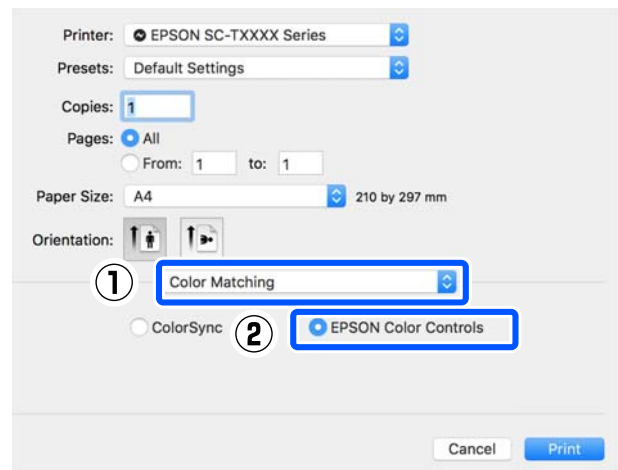 Printer: EPSON SC-TXXXX Series
Presets: Default Settings
Copies: 1
Pages: All
From: 1 to: 1
Paper Size: A4 210 by 297 mm
Orientation:
① Color Matching
ColorSync ② EPSON Color Controls
Cancel Print